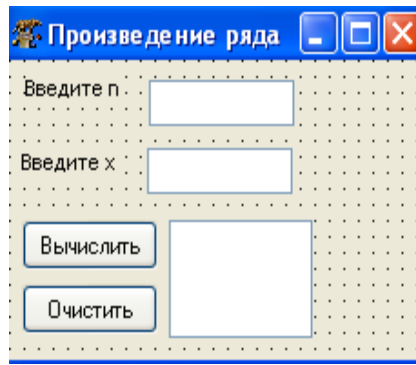 Произведение ряда
Введите n
Введите x
Вычислить
Очистить